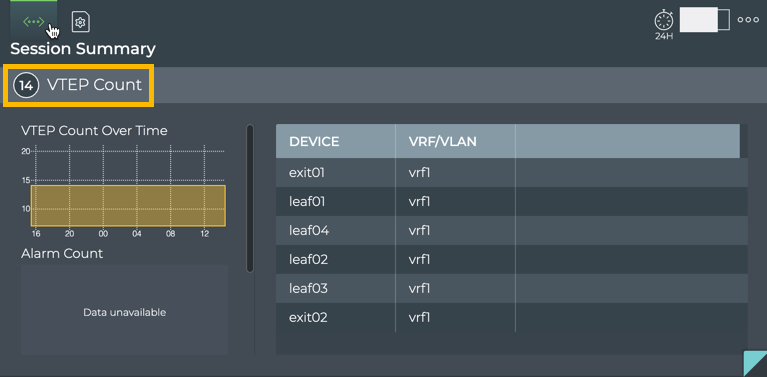 24H
Session Summary
14 VTEP Count
VTEP Count Over Time
20
15
10
16 20 00 04 08 12
Alarm Count
Data unavailable
DEVICE VRF/VLAN
exit01 vrf1
leaf01 vrf1
leaf04 vrf1
leaf02 vrf1
leaf03 vrf1
exit02 vrf1